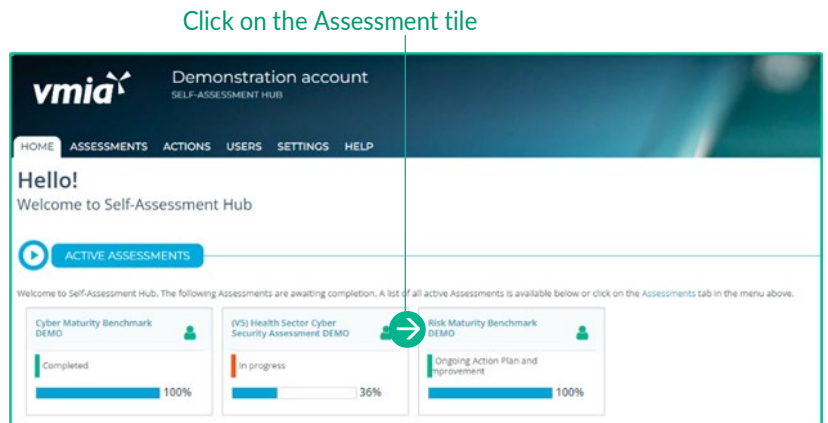 Click on the Assessment tile
vmia
Demonstration account
SELF-ASSESSMENT HUB
HOME ASSESSMENTS ACTIONS USERS SETTINGS HELP
Hello!
Welcome to Self-Assessment Hub
ACTIVE ASSESSMENTS
Welcome to Self-Assessment Hub. The following Assessments are awaiting completion. A list of all active Assessments is available below or click on the Assessments tab in the menu above.
Cyber Maturity Benchmark
DEMO
Completed
100%
(V5) Health Sector Cyber
Security Assessment DEMO
In progress
36%
Risk Maturity Benchmark
DEMO
Ongoing Action Plan and
mprovement
100%